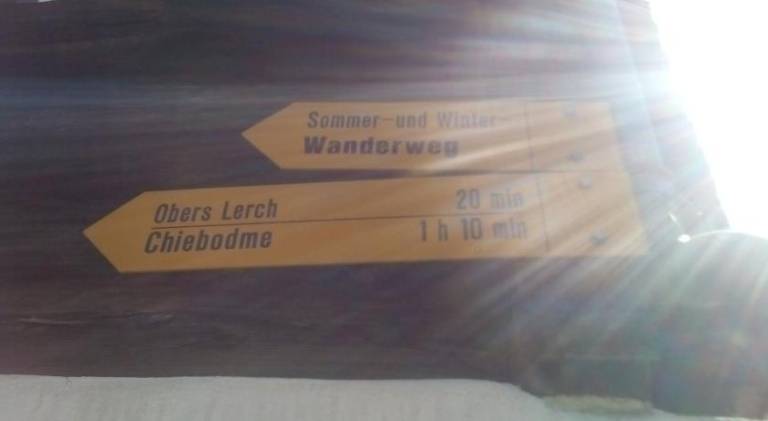 Sommer-und Winter-
Wanderweg
Obers Lerch 20 min
Chiebodme 1 h 10 min